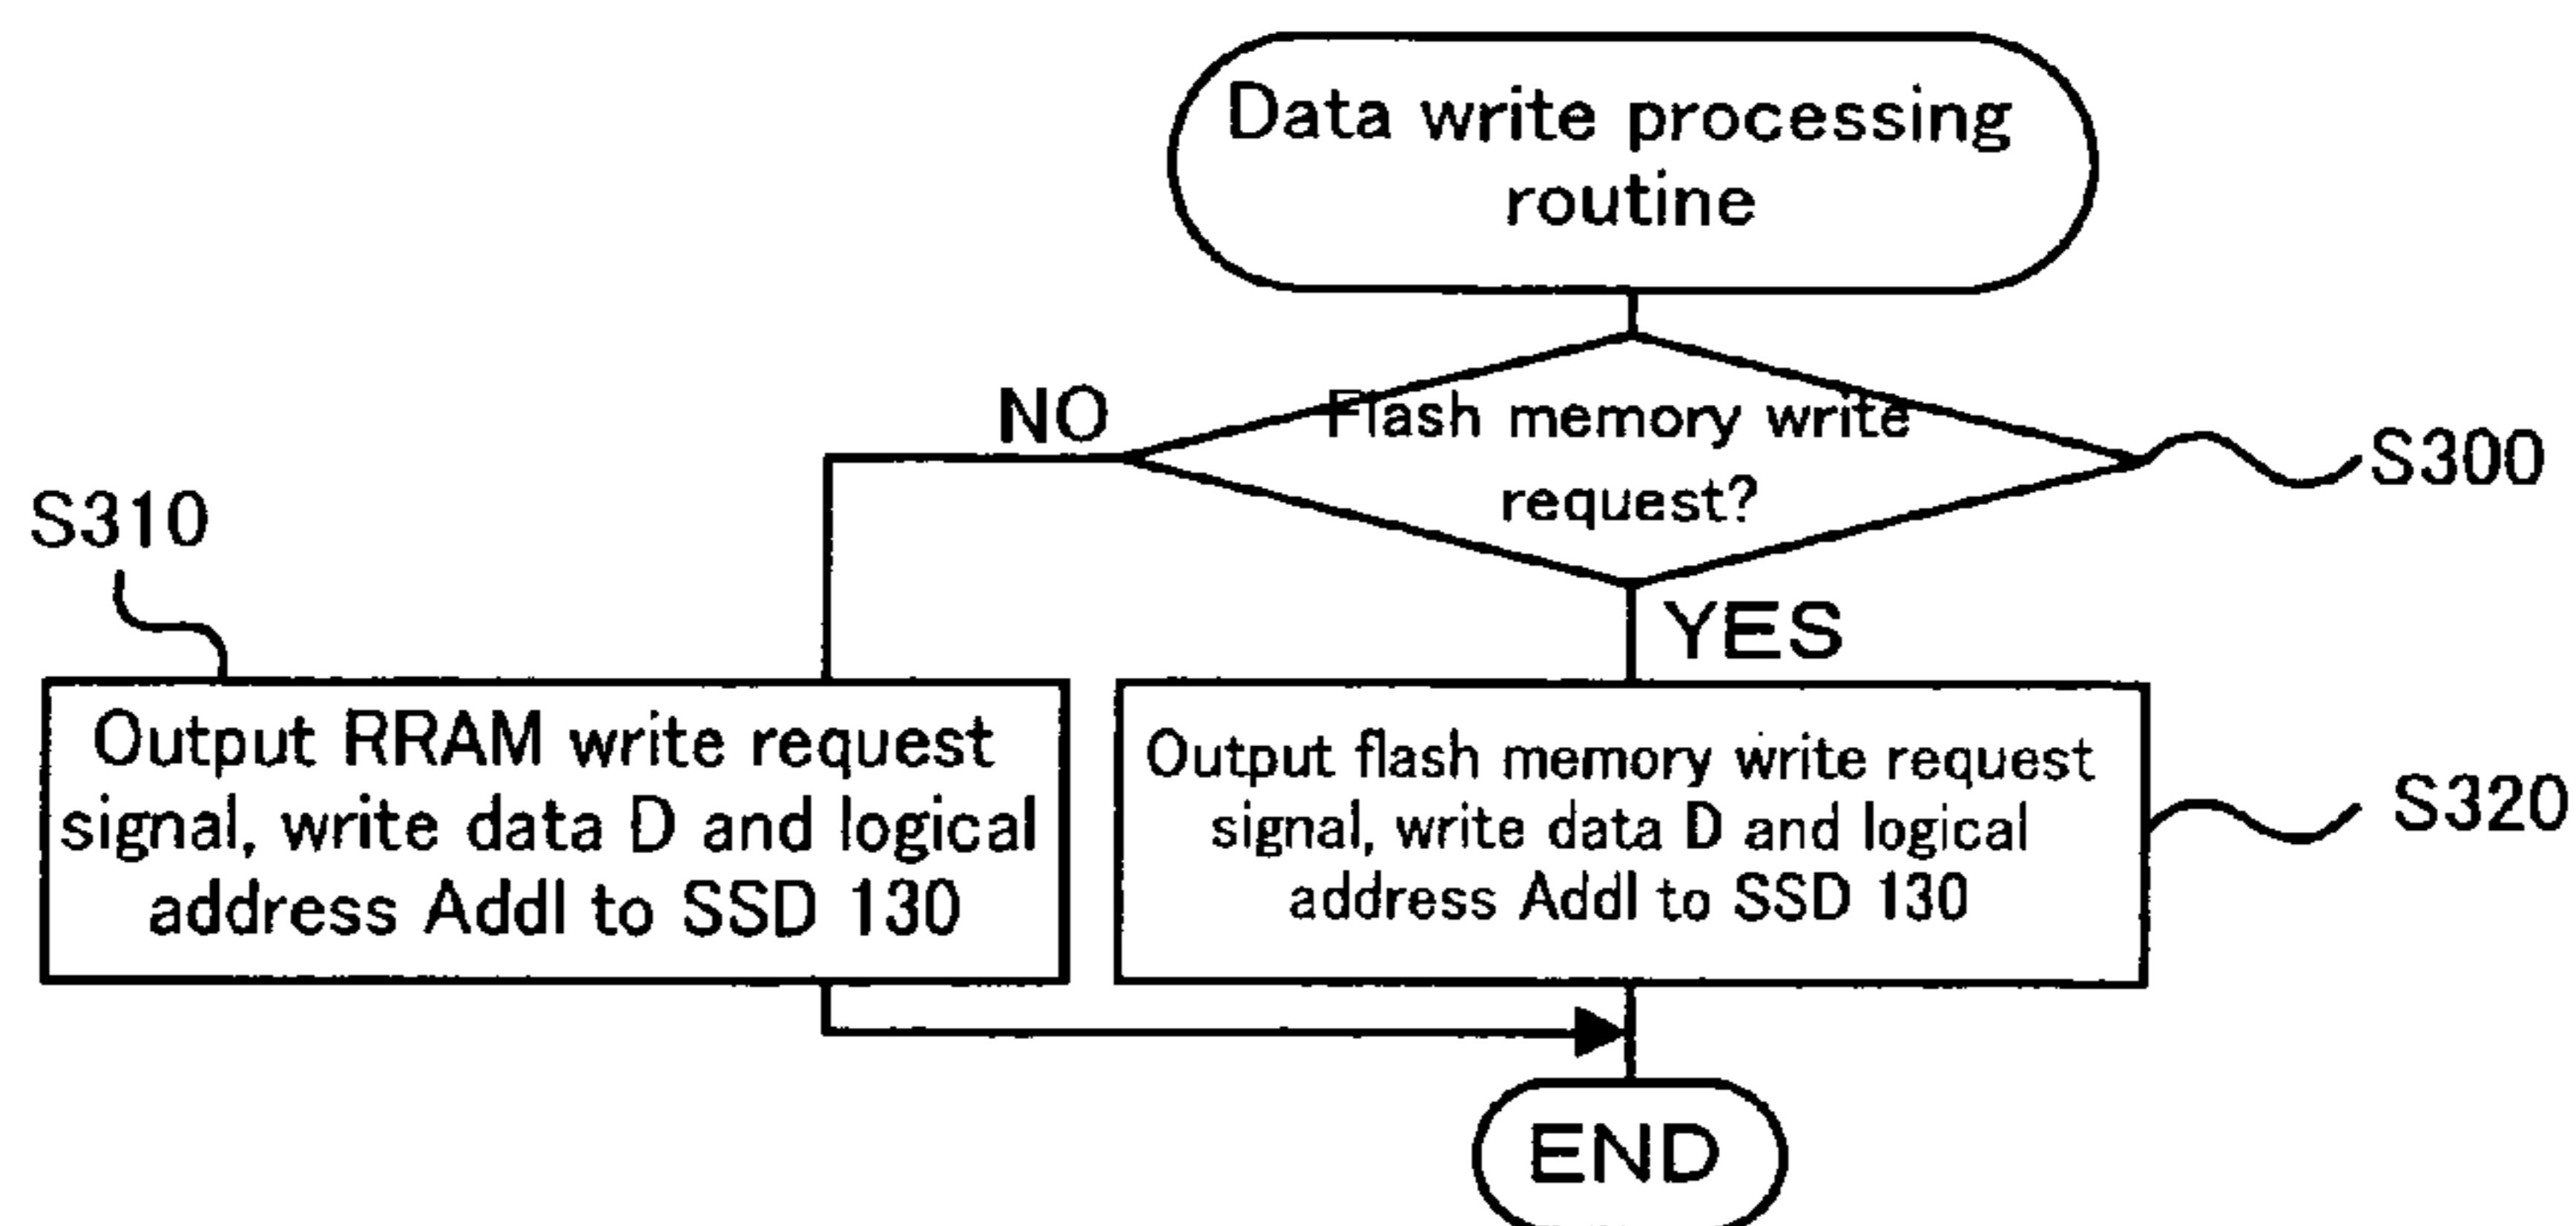 Data write processing
routine
NO
Flash memory write
request?
S300
S310
YES
Output RRAM write request
signal, write data D and logical
address Addl to SSD 130
Output flash memory write request
signal, write data D and logical
address Addl to SSD 130
S320
END